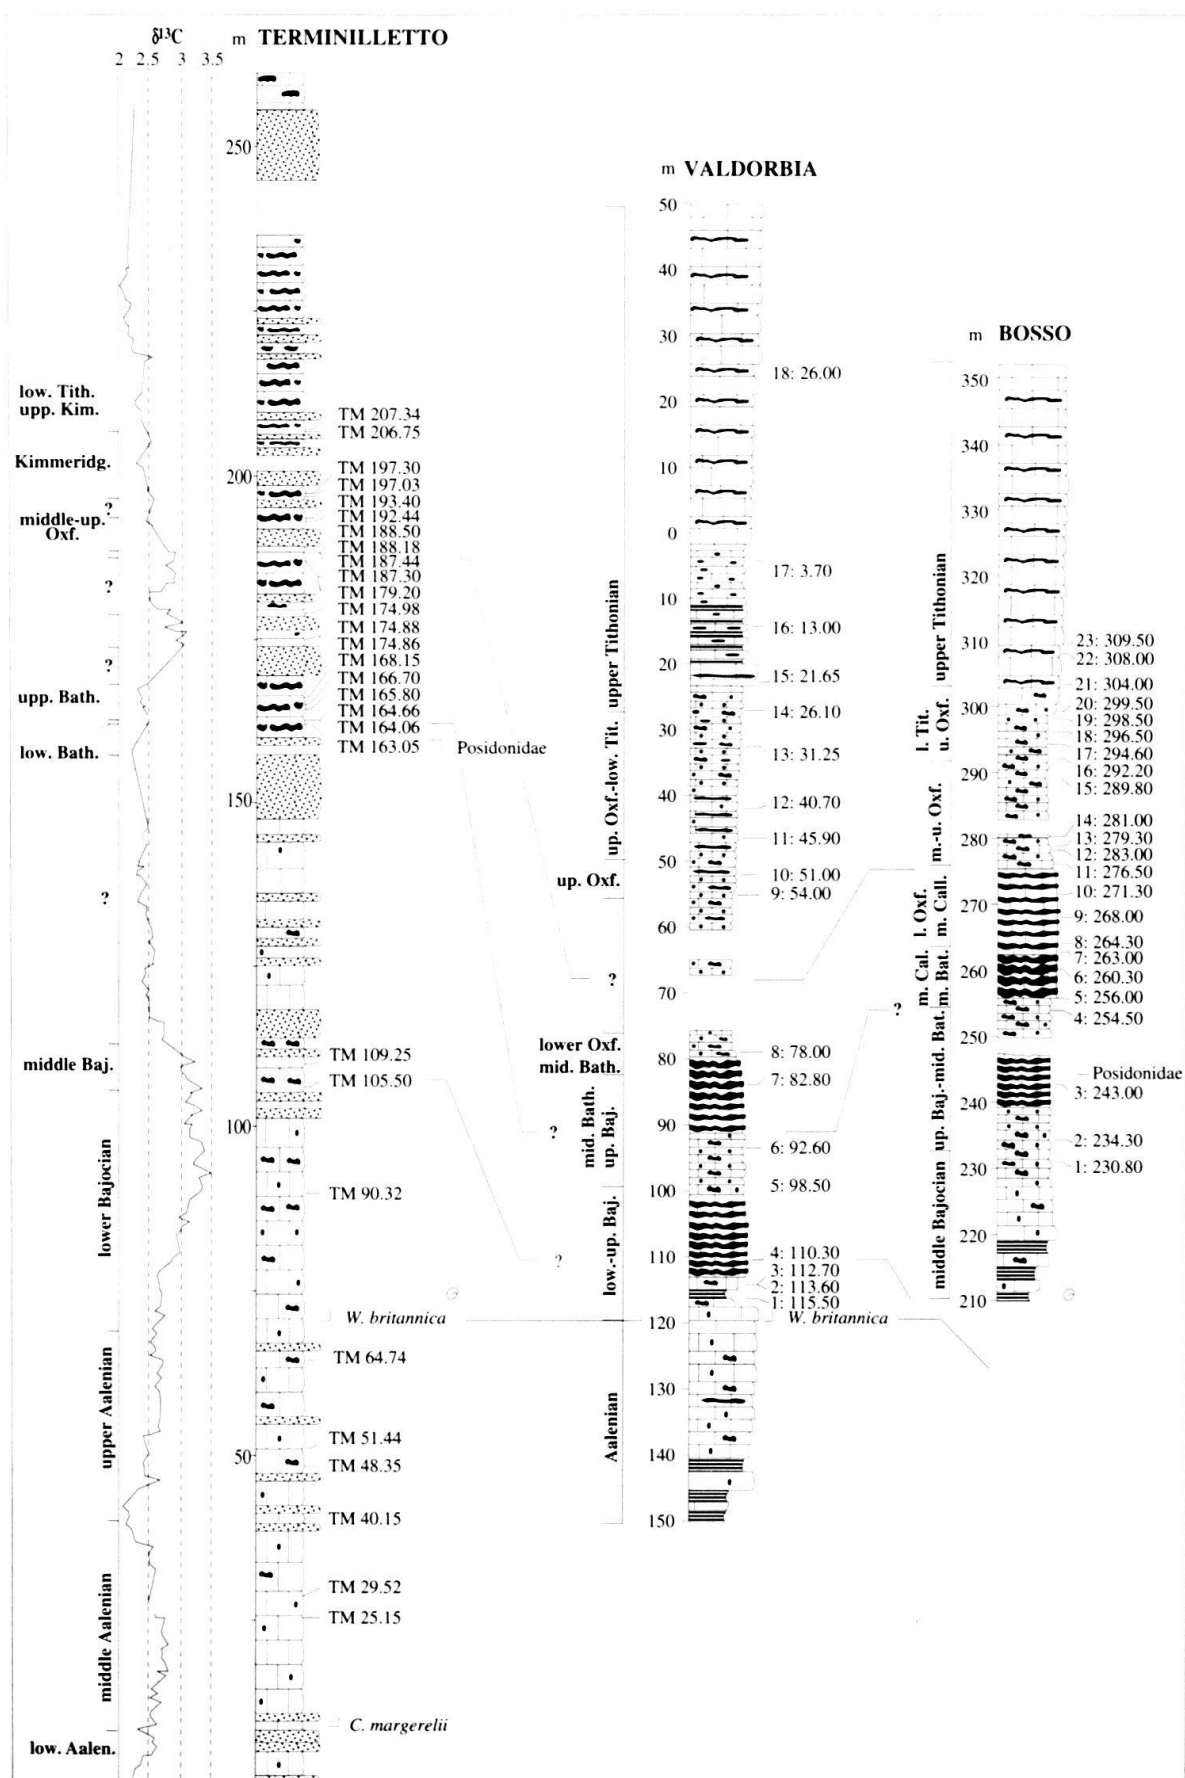 δ13C
2 2.5 3 3.5
m TERMINILLETTO
250
200
150
100
50
low. Tith.
upp. Kim.
Kimmeridg.
?
middle-up.
Oxf.
?
?
upp. Bath.
low. Bath.
?
middle Baj.
lower Bajocian
upper Aalenian
middle Aalenian
low. Aalen.
TM 207.34
TM 206.75
TM 197.30
TM 197.03
TM 193.40
TM 192.44
TM 188.50
TM 188.18
TM 187.44
TM 187.30
TM 179.20
TM 174.98
TM 174.88
TM 174.86
TM 168.15
TM 166.70
TM 165.80
TM 164.66
TM 164.06
TM 163.05
Posidonidae
TM 109.25
TM 105.50
TM 90.32
W. britannica
TM 64.74
TM 51.44
TM 48.35
TM 40.15
TM 29.52
TM 25.15
C. margerelii
m VALDORBIA
50
40
30
20
10
0
10
20
30
40
50
60
70
80
90
100
110
120
130
140
150
upper Tithonian
up. Oxf.-low. Tit.
up. Oxf.
?
lower Oxf.
mid. Bath.
?
mid. Bath.
up. Baj.
?
low.-up. Baj.
Aalenian
18: 26.00
17: 3.70
16: 13.00
15: 21.65
14: 26.10
13: 31.25
12: 40.70
11: 45.90
10: 51.00
9: 54.00
8: 78.00
7: 82.80
6: 92.60
5: 98.50
4: 110.30
3: 112.70
2: 113.60
1: 115.50
W. britannica
m BOSSO
350
340
330
320
310
300
290
280
270
260
250
240
230
220
210
upper Tithonian
l. Tit.
u. Oxf.
m.-u. Oxf.
l. Oxf.
m. Call.
m. Cal.
m. Bat.
?
up. Baj.-mid. Bat.
middle Bajocian
23: 309.50
22: 308.00
21: 304.00
20: 299.50
19: 298.50
18: 296.50
17: 294.60
16: 292.20
15: 289.80
14: 281.00
13: 279.30
12: 283.00
11: 276.50
10: 271.30
9: 268.00
8: 264.30
7: 263.00
6: 260.30
5: 256.00
4: 254.50
Posidonidae
3: 243.00
2: 234.30
1: 230.80